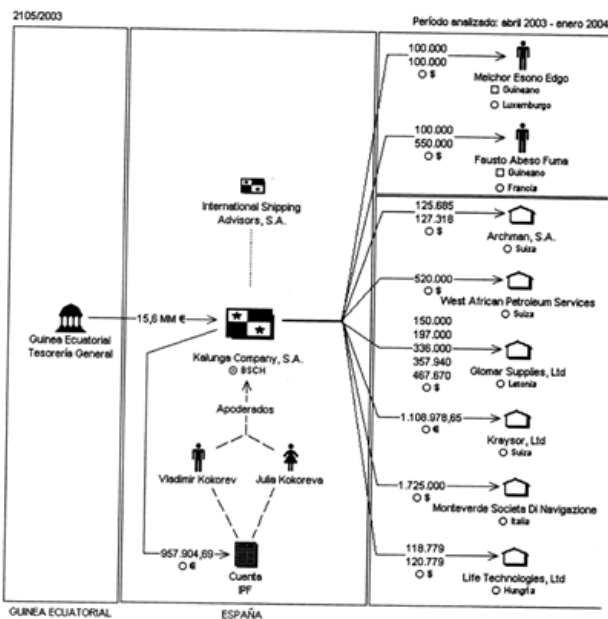 2105/2003
Período analizado: abril 2003 - enero 2004
100.000
100.000
$
Melchor Esono Edgo
Guineano
Luxemburgo
100.000
550.000
$
Fausto Abeso Fuma
Guineano
Francia
International Shipping
Advisors, S.A.
125.685
127.318
$
Archman, S.A.
Suiza
520.000
$
West African Petroleum Services
Suiza
Guinea Ecuatorial
Tesorería General
15,6 MM €
Kalunga Company, S.A.
BSCH
150.000
197.000
336.000
357.940
467.670
$
Glomar Supplies, Ltd
Letonia
Apoderados
Vladimir Kokorev
Julia Kokoreva
1.108.978,65
€
Kraysor, Ltd
Suiza
1.725.000
$
Monteverde Societa Di Navigazione
Italia
957.904,69
€
Cuenta
IPF
118.779
120.779
$
Life Technologies, Ltd
Hungría
GUINEA ECUATORIAL
ESPAÑA